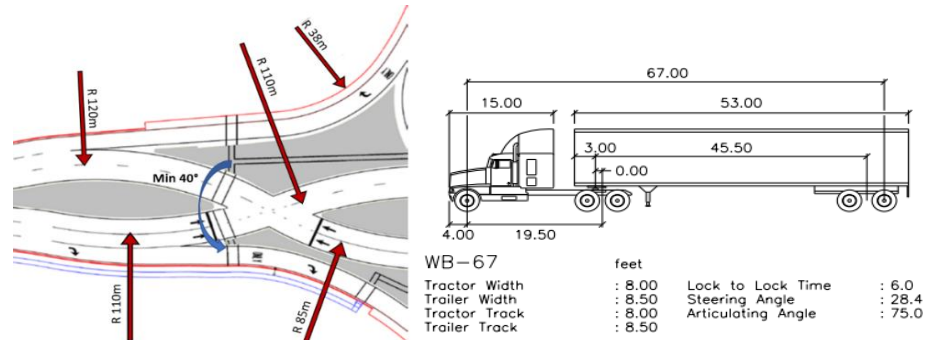 R 120m
R 110m
R 38m
Min 40°
R 110m
R 85m
67.00
15.00
53.00
3.00
45.50
0.00
4.00
19.50
WB-67
feet
Tractor Width : 8.00
Trailer Width : 8.50
Tractor Track : 8.00
Trailer Track : 8.50
Lock to Lock Time : 6.0
Steering Angle : 28.4
Articulating Angle : 75.0